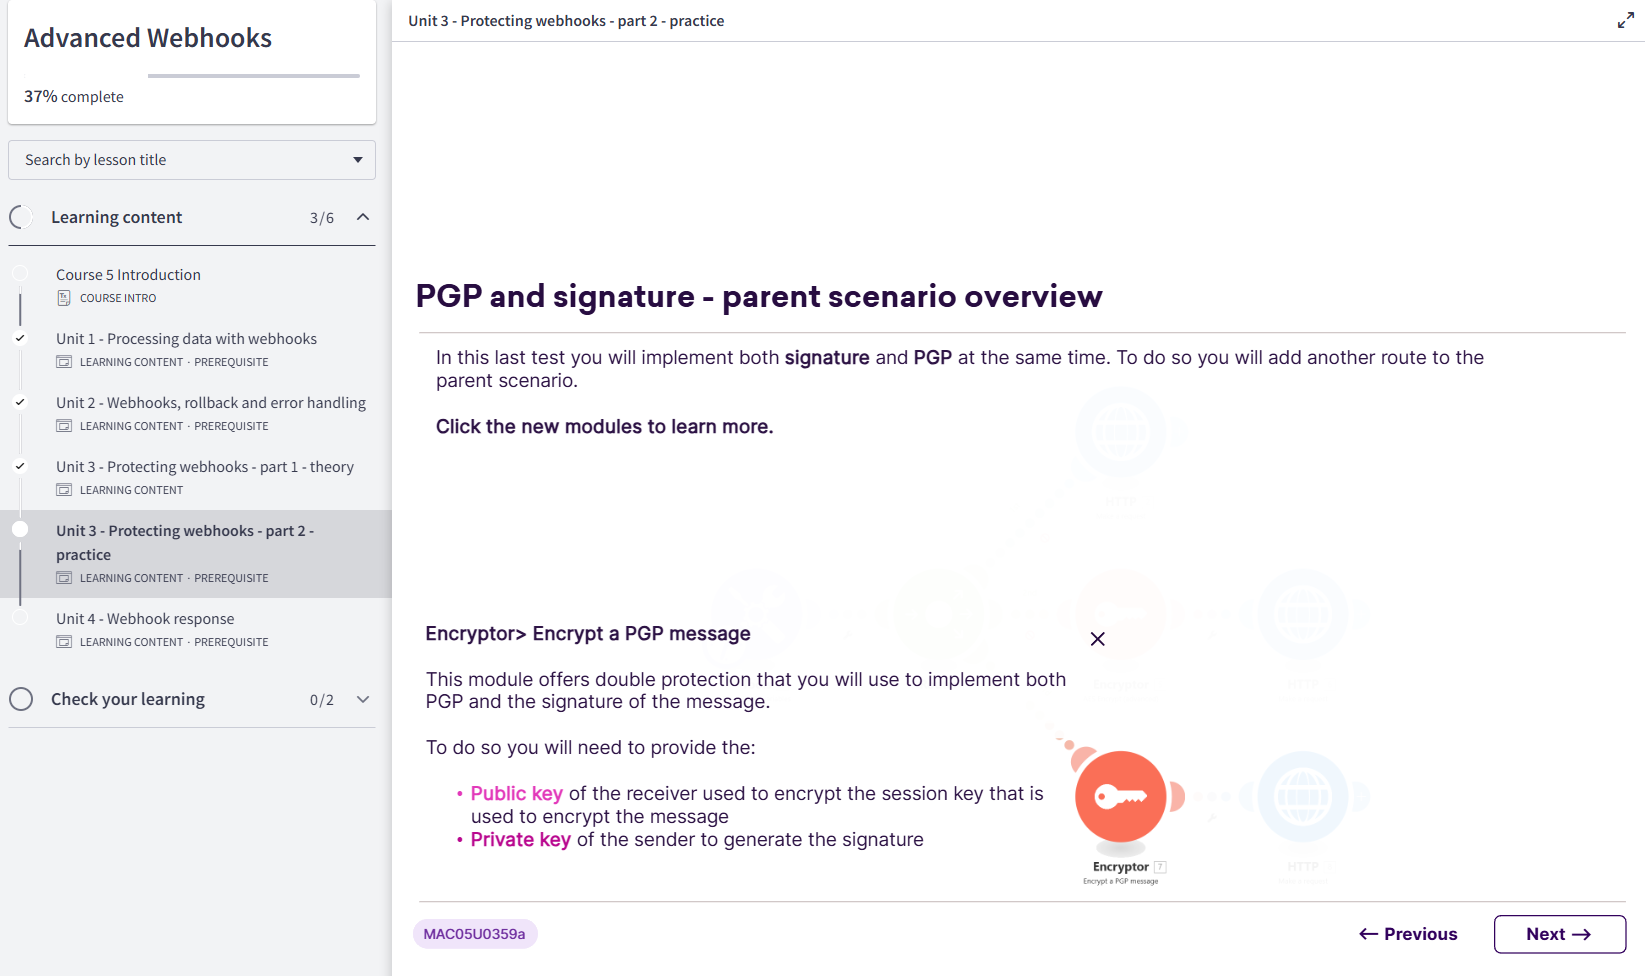 Advanced Webhooks
37% complete
Search by lesson title
Learning content 3/6
Course 5 Introduction
COURSE INTRO
Unit 1 - Processing data with webhooks
LEARNING CONTENT · PREREQUISITE
Unit 2 - Webhooks, rollback and error handling
LEARNING CONTENT · PREREQUISITE
Unit 3 - Protecting webhooks - part 1 - theory
LEARNING CONTENT
Unit 3 - Protecting webhooks - part 2 -
practice
LEARNING CONTENT · PREREQUISITE
Unit 4 - Webhook response
LEARNING CONTENT · PREREQUISITE
Check your learning 0/2
Unit 3 - Protecting webhooks - part 2 - practice
PGP and signature - parent scenario overview
In this last test you will implement both signature and PGP at the same time. To do so you will add another route to the
parent scenario.
Click the new modules to learn more.
HTTP
Encryptor> Encrypt a PGP message
This module offers double protection that you will use to implement both
PGP and the signature of the message.
To do so you will need to provide the:
• Public key of the receiver used to encrypt the session key that is
used to encrypt the message
• Private key of the sender to generate the signature
Encryptor
HTTP
Encryptor 7
Encrypt a PGP message
HTTP
MAC05U0359a
← Previous
Next →